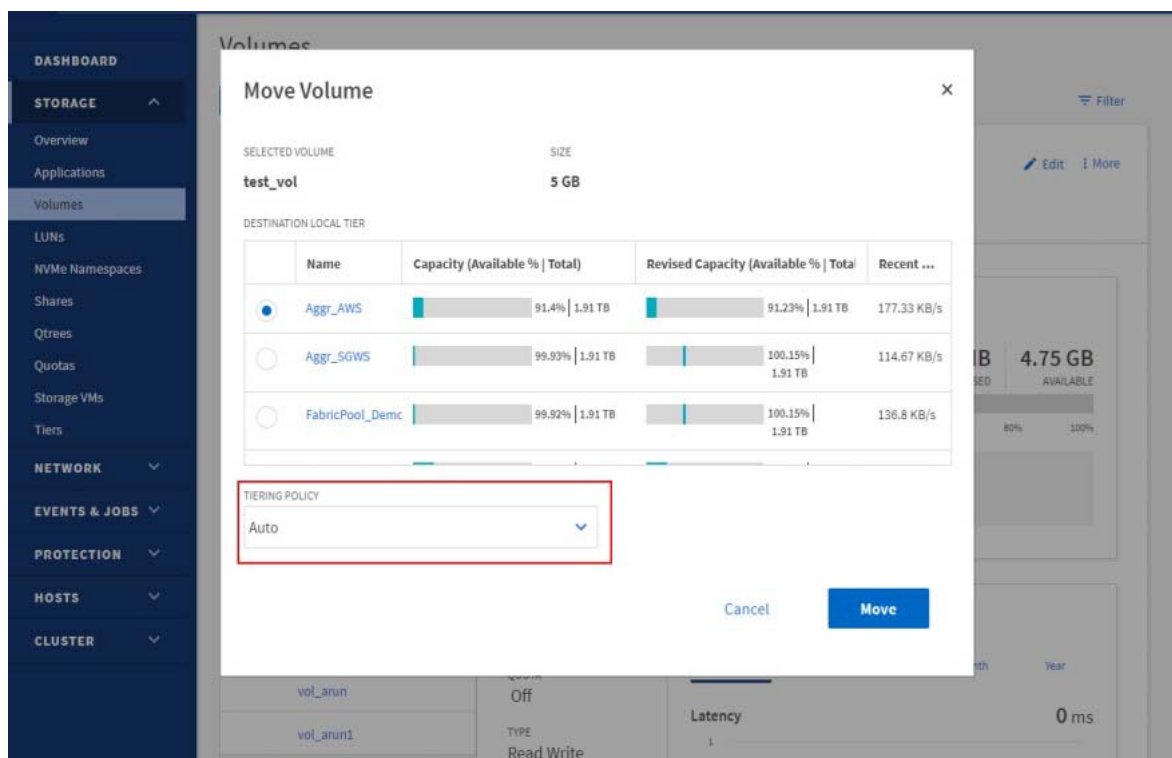 Volumes
DASHBOARD
STORAGE
Overview
Applications
Volumes
LUNs
NVMe Namespaces
Shares
Qtrees
Quotas
Storage VMs
Tiers
NETWORK
EVENTS & JOBS
PROTECTION
HOSTS
CLUSTER
Filter
Edit More
Move Volume
SELECTED VOLUME SIZE
test_vol 5 GB
DESTINATION LOCAL TIER
Name Capacity (Available % | Total) Revised Capacity (Available % | Total Recent ...
Aggr_AWS 91.4% | 1.91 TB 91.23% | 1.91 TB 177.33 KB/s
Aggr_SGWS 99.93% | 1.91 TB 100.15% | 114.67 KB/s
1.91 TB
FabricPool_Demo 99.92% | 1.91 TB 100.15% | 136.8 KB/s
1.91 TB
TIERING POLICY
Auto
Cancel Move
4.75 GB
AVAILABLE
80% 100%
Year
vol_arun
Off
vol_arun1
TYPE
Read Write
Latency 0 ms
1